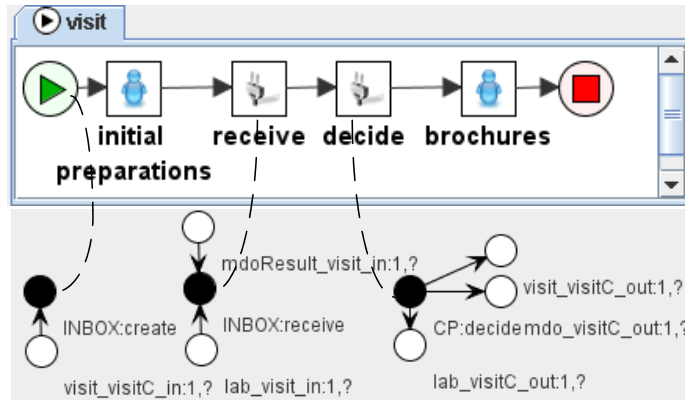 visit
initial receive decide brochures
preparations
mdoResult_visit_in:1,?
visit_visitC_out:1,?
INBOX:create INBOX:receive CP:decide mdo_visitC_out:1,?
visit_visitC_in:1,? lab_visit_in:1,? lab_visitC_out:1,?